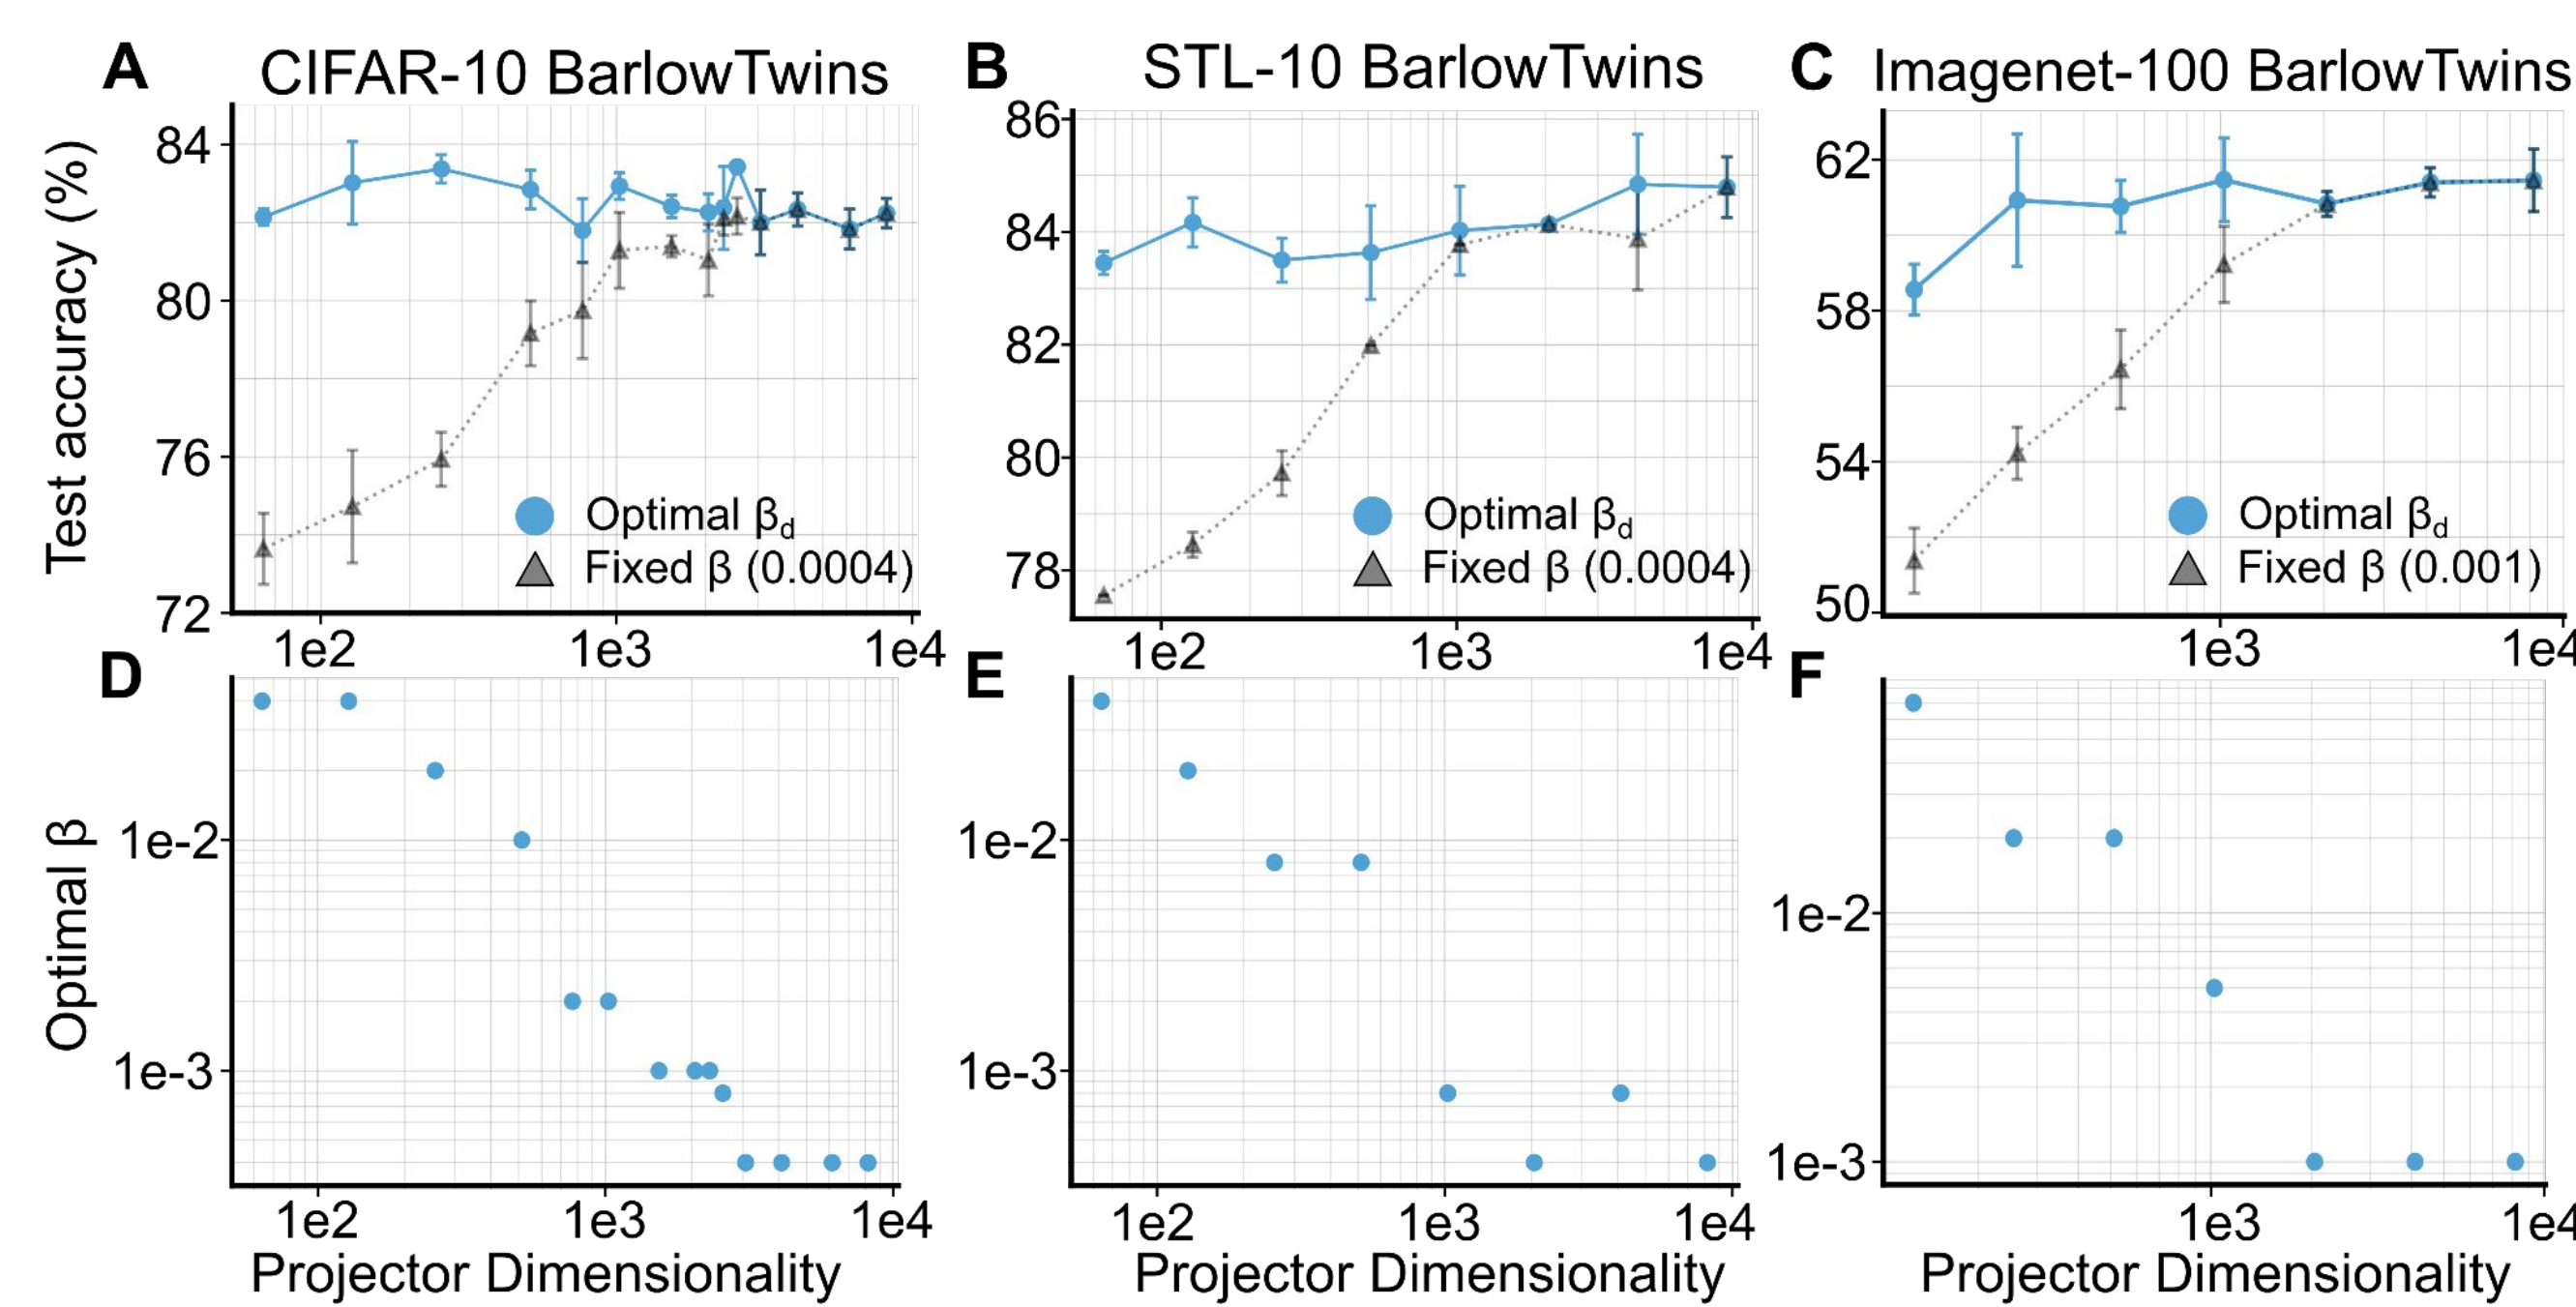 A CIFAR-10 BarlowTwins
Test accuracy (%)
84
80
76
72
1e2 1e3 1e4
Optimal βd
Fixed β (0.0004)
B STL-10 BarlowTwins
86
84
82
80
78
1e2 1e3 1e4
Optimal βd
Fixed β (0.0004)
C Imagenet-100 BarlowTwins
62
58
54
50
1e3 1e4
Optimal βd
Fixed β (0.001)
D
Optimal β
1e-2
1e-3
1e2 1e3 1e4
Projector Dimensionality
E
1e-2
1e-3
1e2 1e3 1e4
Projector Dimensionality
F
1e-2
1e-3
1e3 1e4
Projector Dimensionality